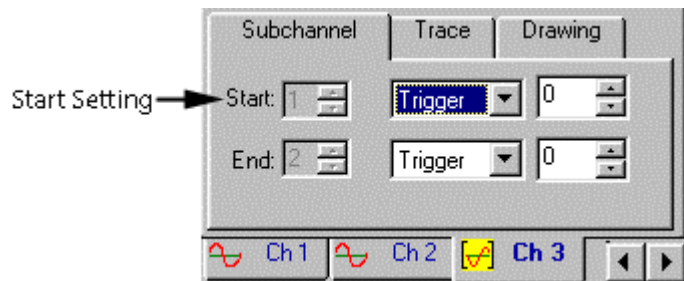 Subchannel Trace Drawing
Start Setting Start: 1 Trigger 0
End: 2 Trigger 0
Ch 1 Ch 2 Ch 3